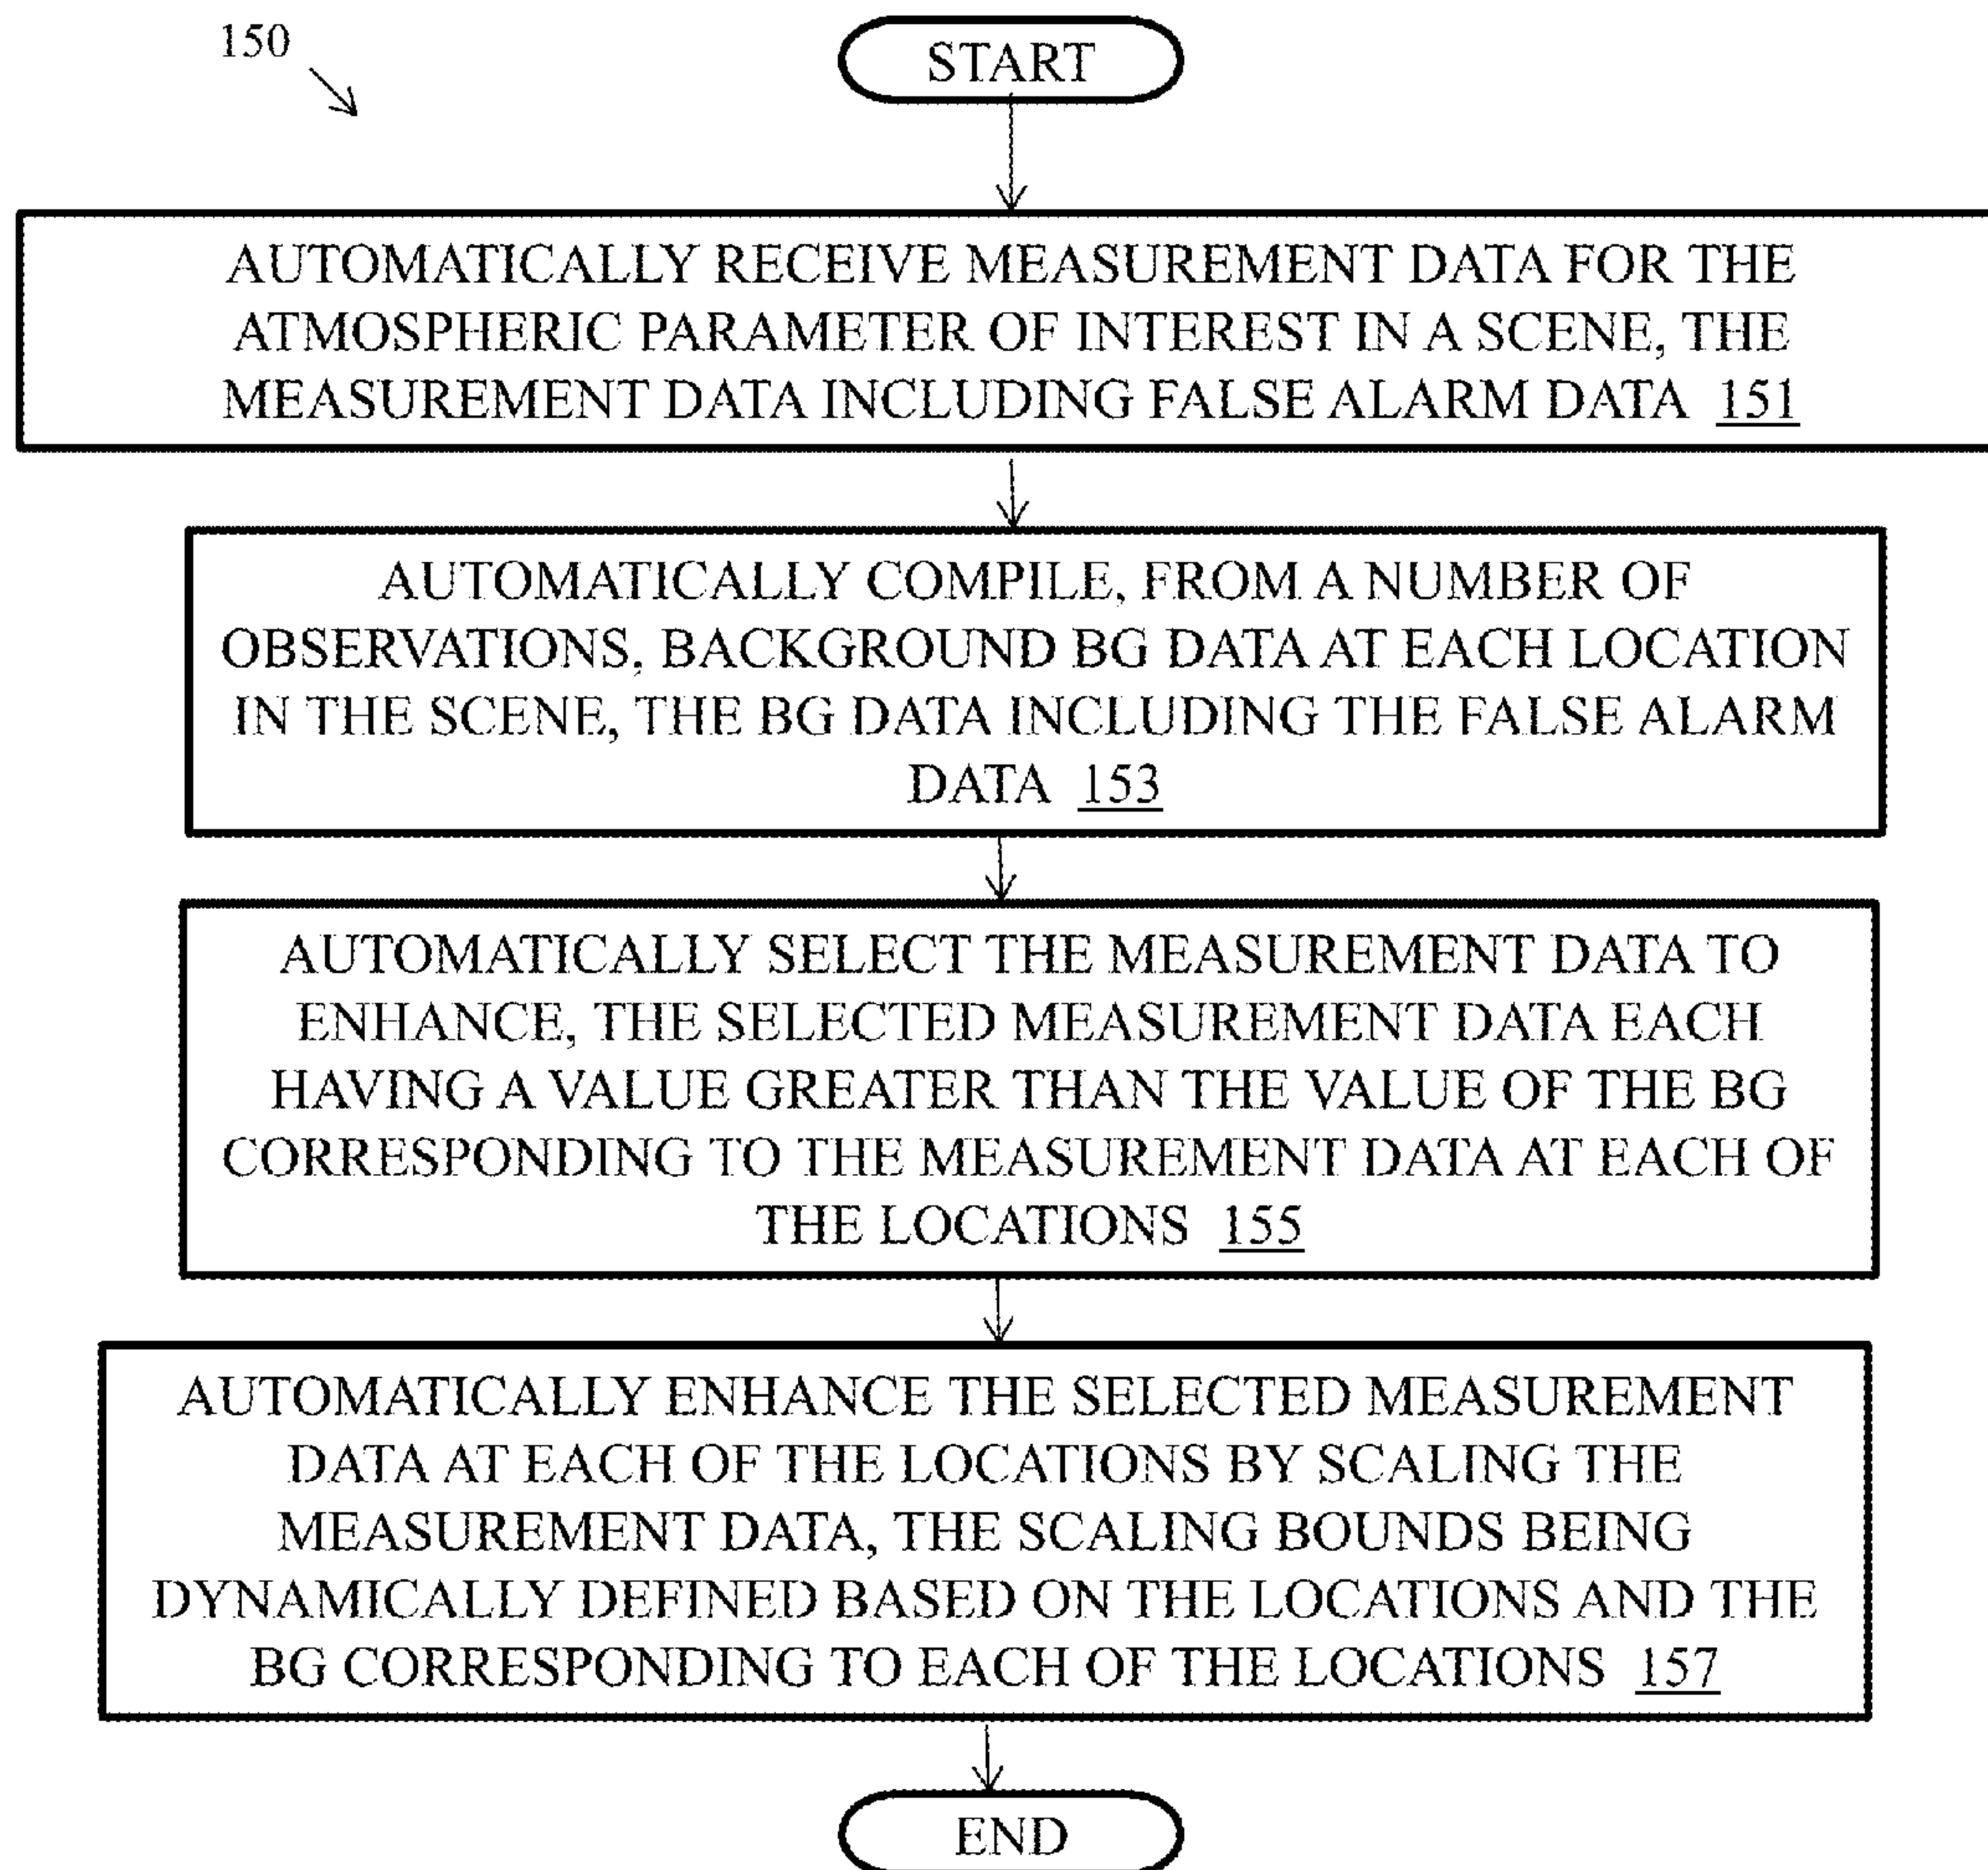 150
START
AUTOMATICALLY RECEIVE MEASUREMENT DATA FOR THE
ATMOSPHERIC PARAMETER OF INTEREST IN A SCENE, THE
MEASUREMENT DATA INCLUDING FALSE ALARM DATA 151
AUTOMATICALLY COMPILE, FROM A NUMBER OF
OBSERVATIONS, BACKGROUND BG DATA AT EACH LOCATION
IN THE SCENE, THE BG DATA INCLUDING THE FALSE ALARM
DATA 153
AUTOMATICALLY SELECT THE MEASUREMENT DATA TO
ENHANCE, THE SELECTED MEASUREMENT DATA EACH
HAVING A VALUE GREATER THAN THE VALUE OF THE BG
CORRESPONDING TO THE MEASUREMENT DATA AT EACH OF
THE LOCATIONS 155
AUTOMATICALLY ENHANCE THE SELECTED MEASUREMENT
DATA AT EACH OF THE LOCATIONS BY SCALING THE
MEASUREMENT DATA, THE SCALING BOUNDS BEING
DYNAMICALLY DEFINED BASED ON THE LOCATIONS AND THE
BG CORRESPONDING TO EACH OF THE LOCATIONS 157
END